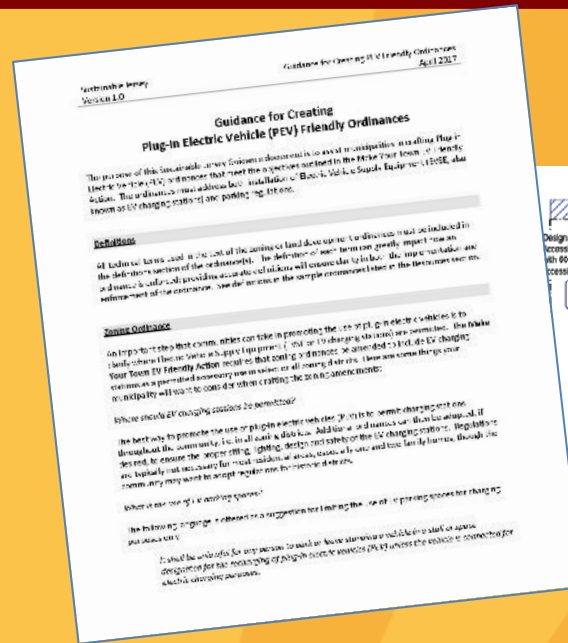 Sustainable Jersey
Version 1.0
Guidance for Creating PEV Friendly Ordinances
April 2017
Guidance for Creating
Plug-In Electric Vehicle (PEV) Friendly Ordinances
The purpose of this Sustainable Jersey Guidance document is to assist municipalities in crafting Plug-in
Electric Vehicle (PEV) ordinances that meet the objectives outlined in the Make Your Town EV Friendly
Action. The ordinances must address both installation of Electric Vehicle Supply Equipment (EVSE, also
known as EV charging stations) and parking regulations.
Definitions
All technical terms used in the text of the zoning or land development ordinances must be included in
the definitions section of the ordinance(s). The definition of each term can greatly impact how an
ordinance is enforced; providing accurate definitions will ensure clarity in both the implementation and
enforcement of the ordinance. See definitions in the sample ordinances listed in the Resources section.
Zoning Ordinance
An important step that communities can take in promoting the use of plug-in electric vehicles is to
clarify where Electric Vehicle Supply Equipment (EVSE or EV charging stations) are permitted. The Make
Your Town EV Friendly Action requires that zoning ordinances be amended to include EV charging
stations as a permitted accessory use in select or all zoning districts. Here are some things your
municipality will want to consider when crafting the zoning amendments:
Where should EV charging stations be permitted?
The best way to promote the use of plug-in electric vehicles (PEV) is to permit charging stations
throughout the community, i.e. in all zoning districts. Additional ordinances can then be adopted, if
desired, to ensure the proper siting, lighting, design and safety of the EV charging stations. Regulations
are typically not necessary for most residential areas, especially one and two family homes, though the
community may want to adopt regulations for historic districts.
What is the use of EV parking spaces?
The following language is offered as a suggestion for limiting the use of EV parking spaces for charging
purposes only:
It shall be unlawful for any person to park or leave standing a vehicle in a stall or space
designated for the recharging of plug-in electric vehicles (PEV) unless the vehicle is connected for
electric charging purposes.
Design
Access
ith 60
ccessi